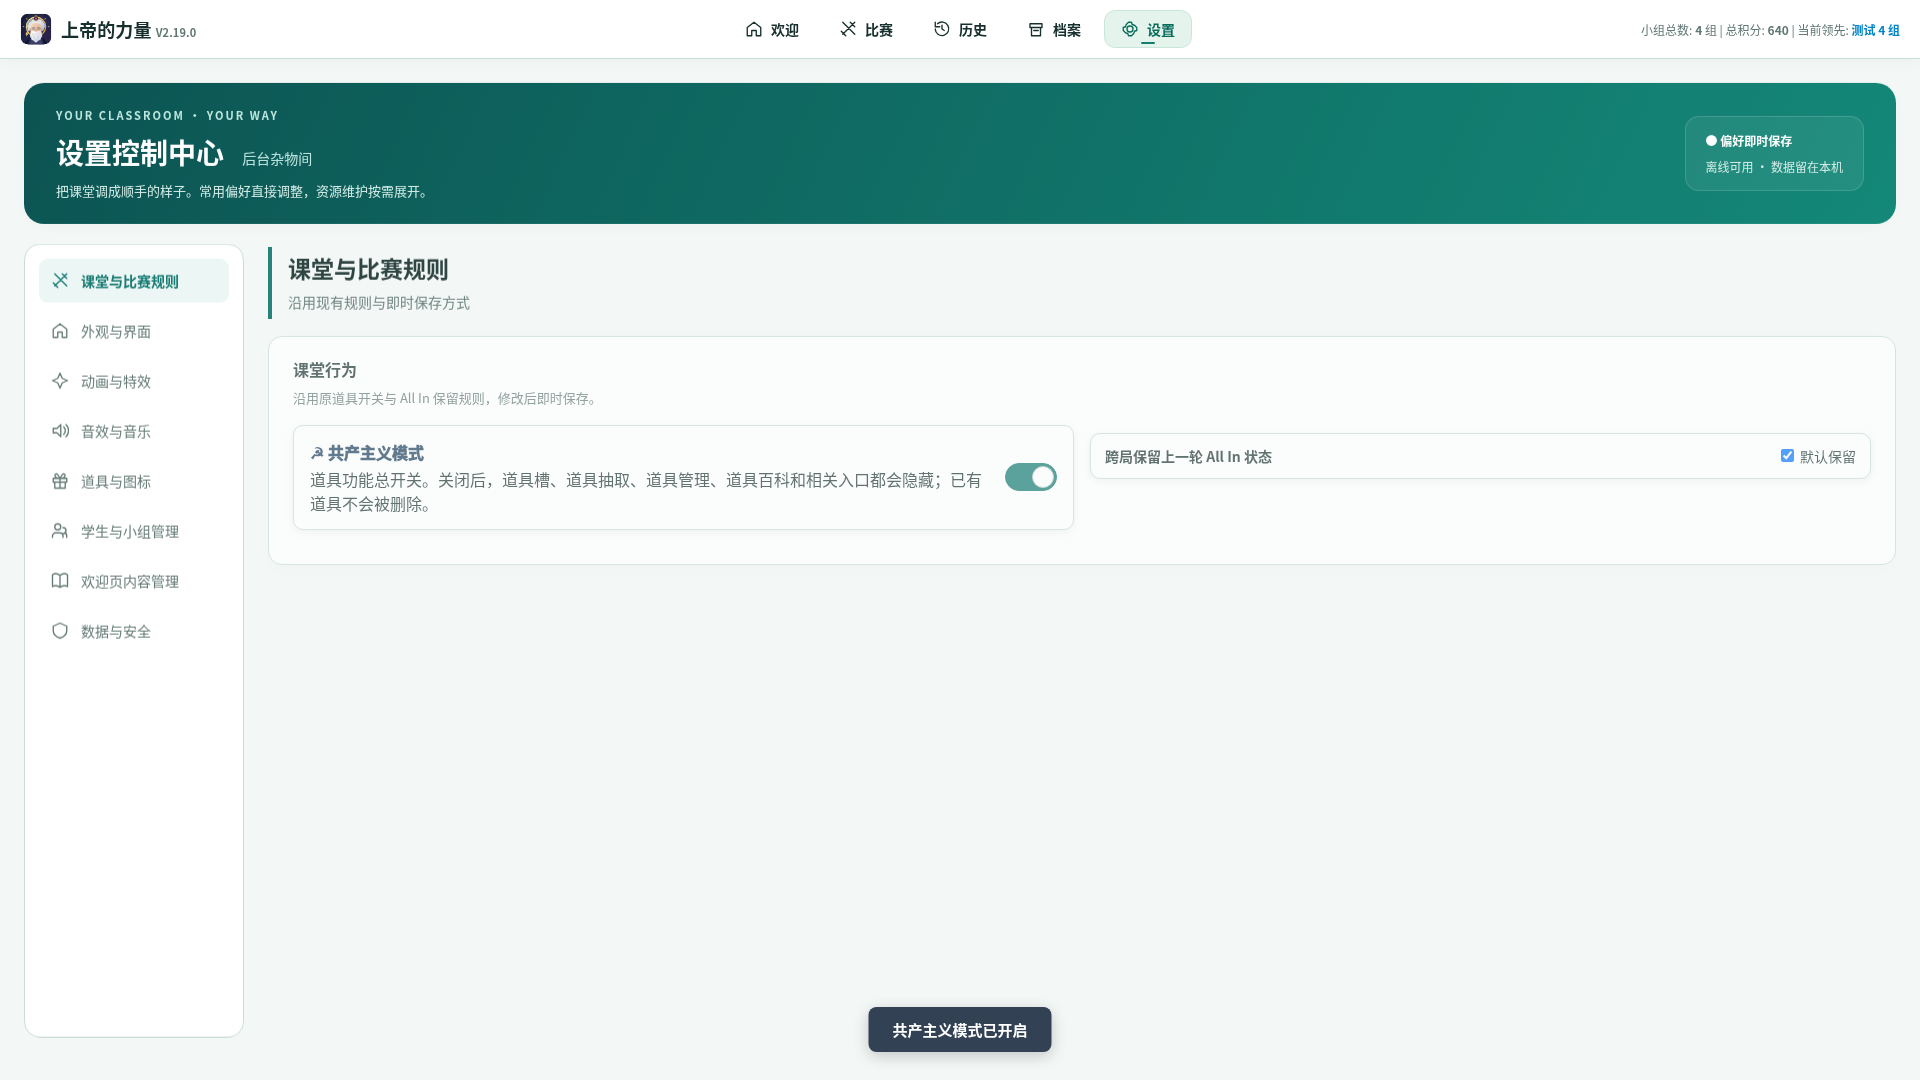 上帝的力量 V2.19.0
欢迎
比赛
历史
档案
设置
小组总数: 4 组 | 总积分: 640 | 当前领先: 测试 4 组
YOUR CLASSROOM · YOUR WAY
设置控制中心 后台杂物间
把课堂调成顺手的样子。常用偏好直接调整，资源维护按需展开。
偏好即时保存
离线可用 · 数据留在本机
课堂与比赛规则
外观与界面
动画与特效
音效与音乐
道具与图标
学生与小组管理
欢迎页内容管理
数据与安全
课堂与比赛规则
沿用现有规则与即时保存方式
课堂行为
沿用原道具开关与 All In 保留规则，修改后即时保存。
☭ 共产主义模式
道具功能总开关。关闭后，道具槽、道具抽取、道具管理、道具百科和相关入口都会隐藏；已有
道具不会被删除。
跨局保留上一轮 All In 状态
默认保留
共产主义模式已开启